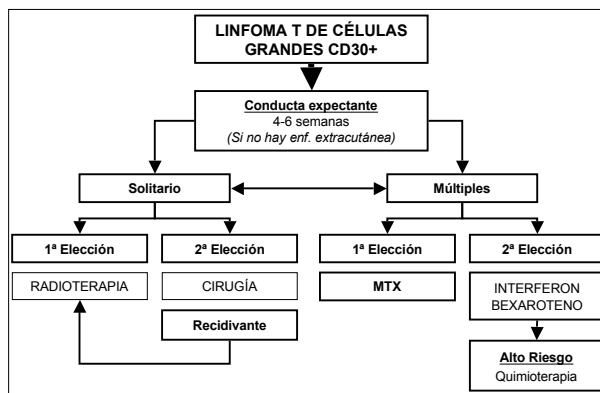 LINFOMA T DE CÉLULAS
GRANDES CD30+
Conducta expectante
4-6 semanas
(Si no hay enf. extracutánea)
Solitario
Múltiples
1ª Elección
2ª Elección
1ª Elección
2ª Elección
RADIOTERAPIA
CIRUGÍA
MTX
INTERFERON
BEXAROTENO
Recidivante
Alto Riesgo
Quimioterapia